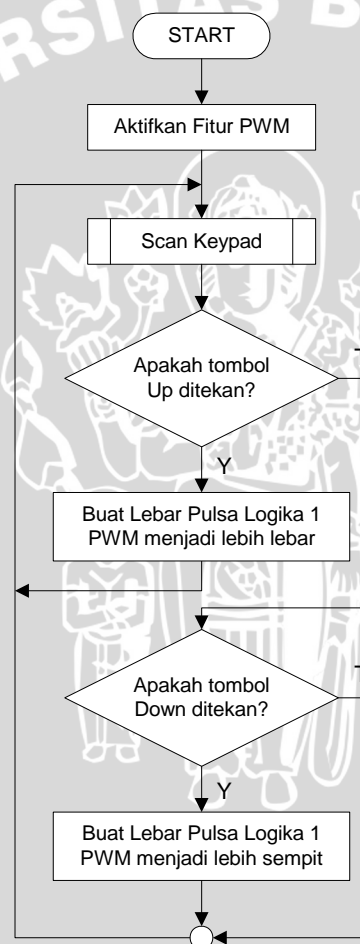 START
Aktifkan Fitur PWM
Scan Keypad
Apakah tombol
Up ditekan?
Y
Buat Lebar Pulsa Logika 1
PWM menjadi lebih lebar
Apakah tombol
Down ditekan?
Y
Buat Lebar Pulsa Logika 1
PWM menjadi lebih sempit